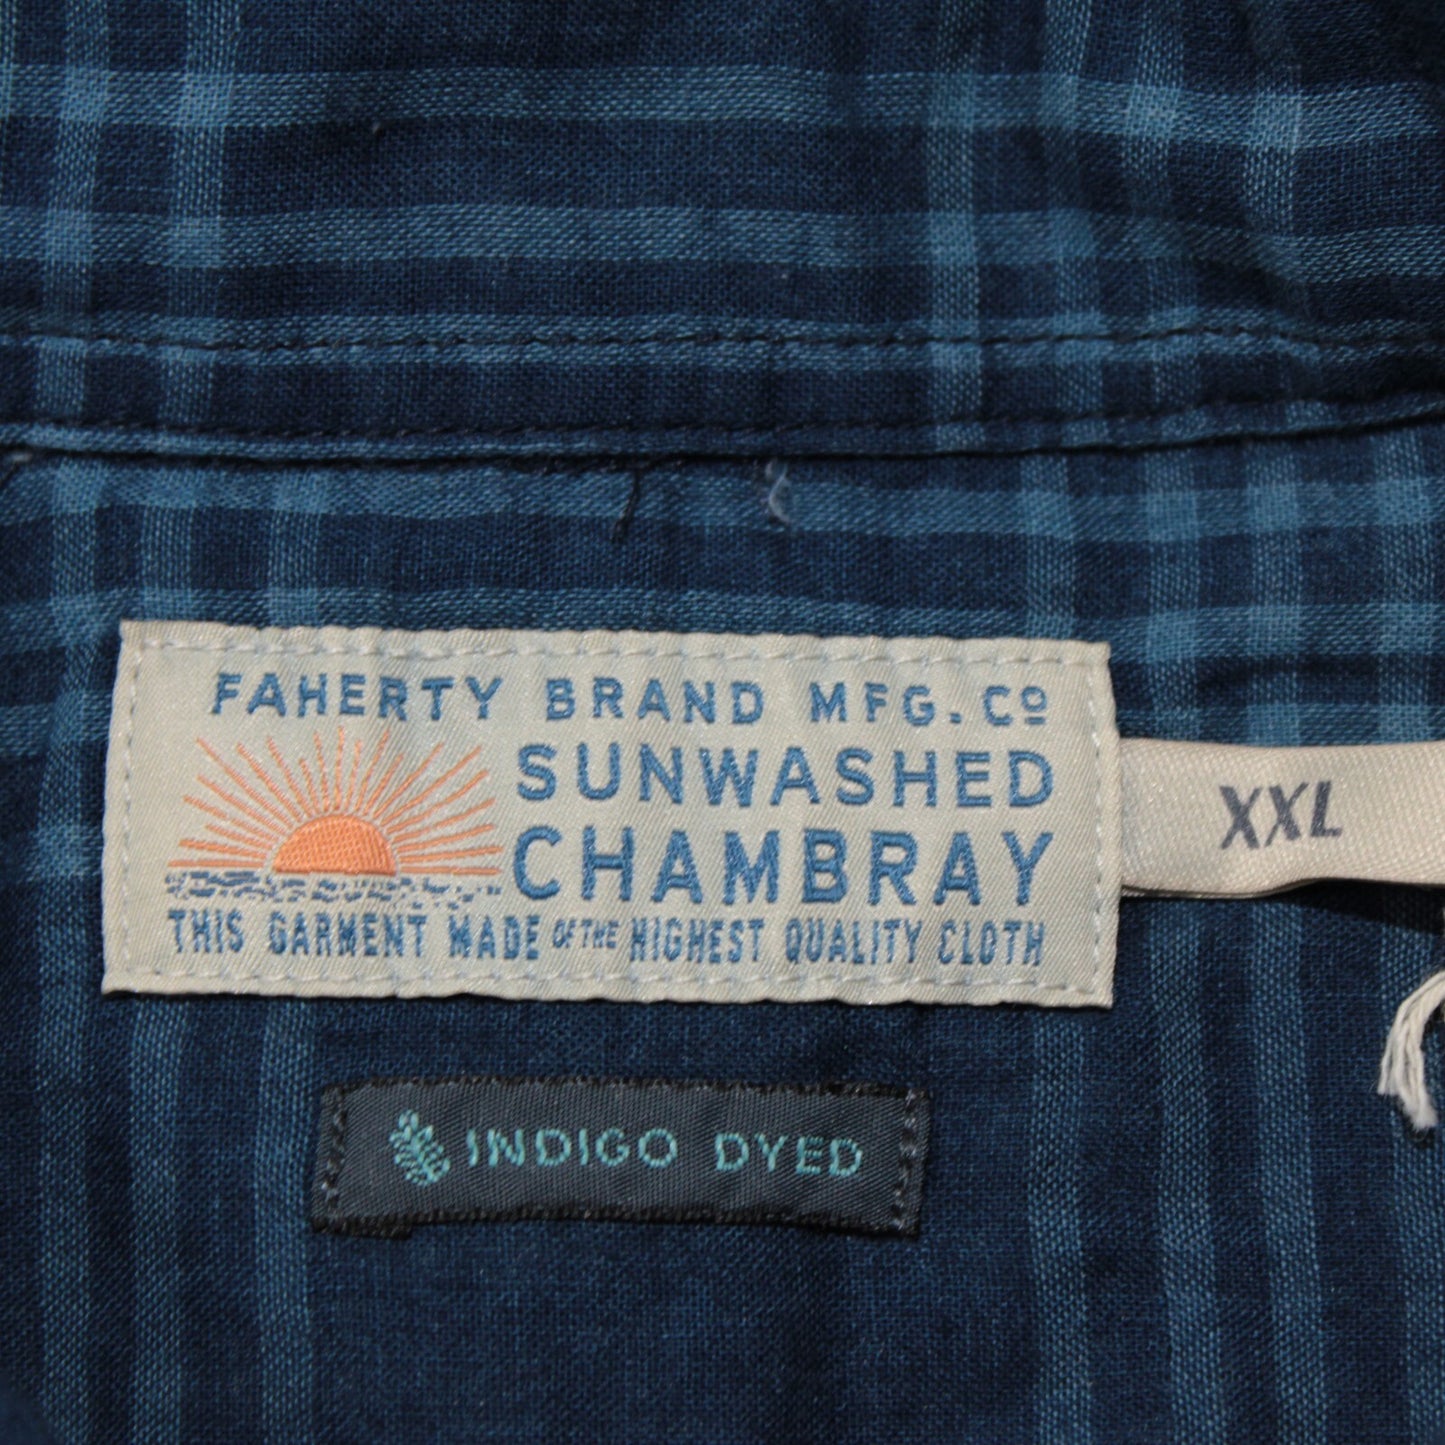 FAHERTY BRAND MFG. Cº
SUNWASHED
CHAMBRAY
THIS GARMENT MADE OF THE HIGHEST QUALITY CLOTH
XXL
INDIGO DYED